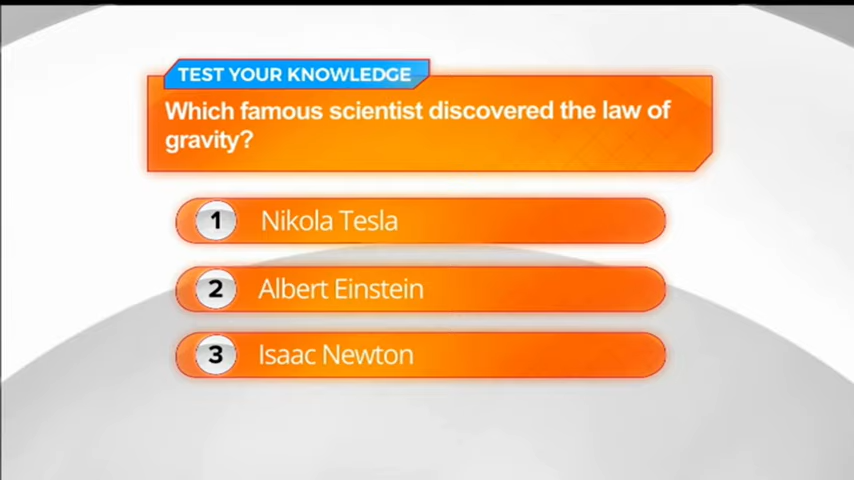 TEST YOUR KNOWLEDGE
Which famous scientist discovered the law of
gravity?
1 Nikola Tesla
2 Albert Einstein
3 Isaac Newton